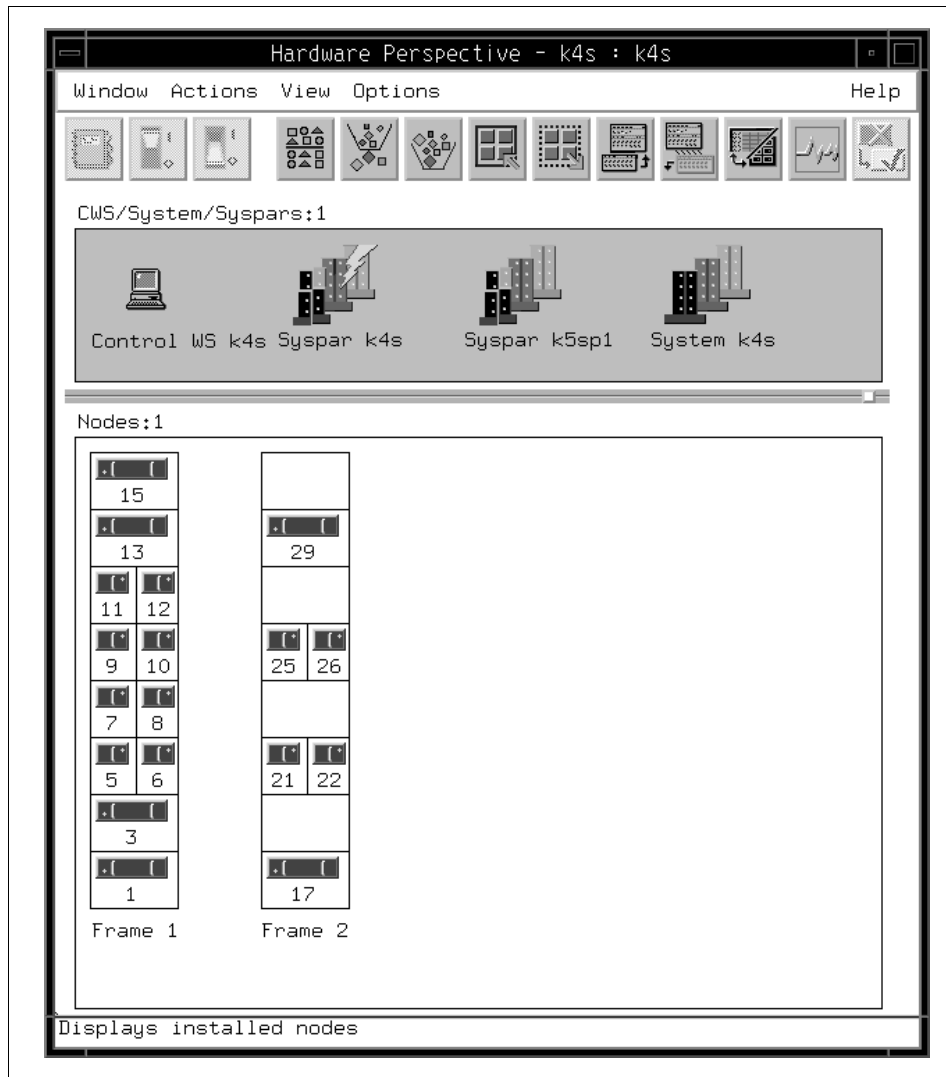 Hardware Perspective - k4s : k4s
Window Actions View Options Help
CWS/System/Syspars:1
Control WS k4s Syspar k4s Syspar k5sp1 System k4s
Nodes:1
15
13 29
11 12
9 10 25 26
7 8
5 6 21 22
3
1 17
Frame 1 Frame 2
Displays installed nodes